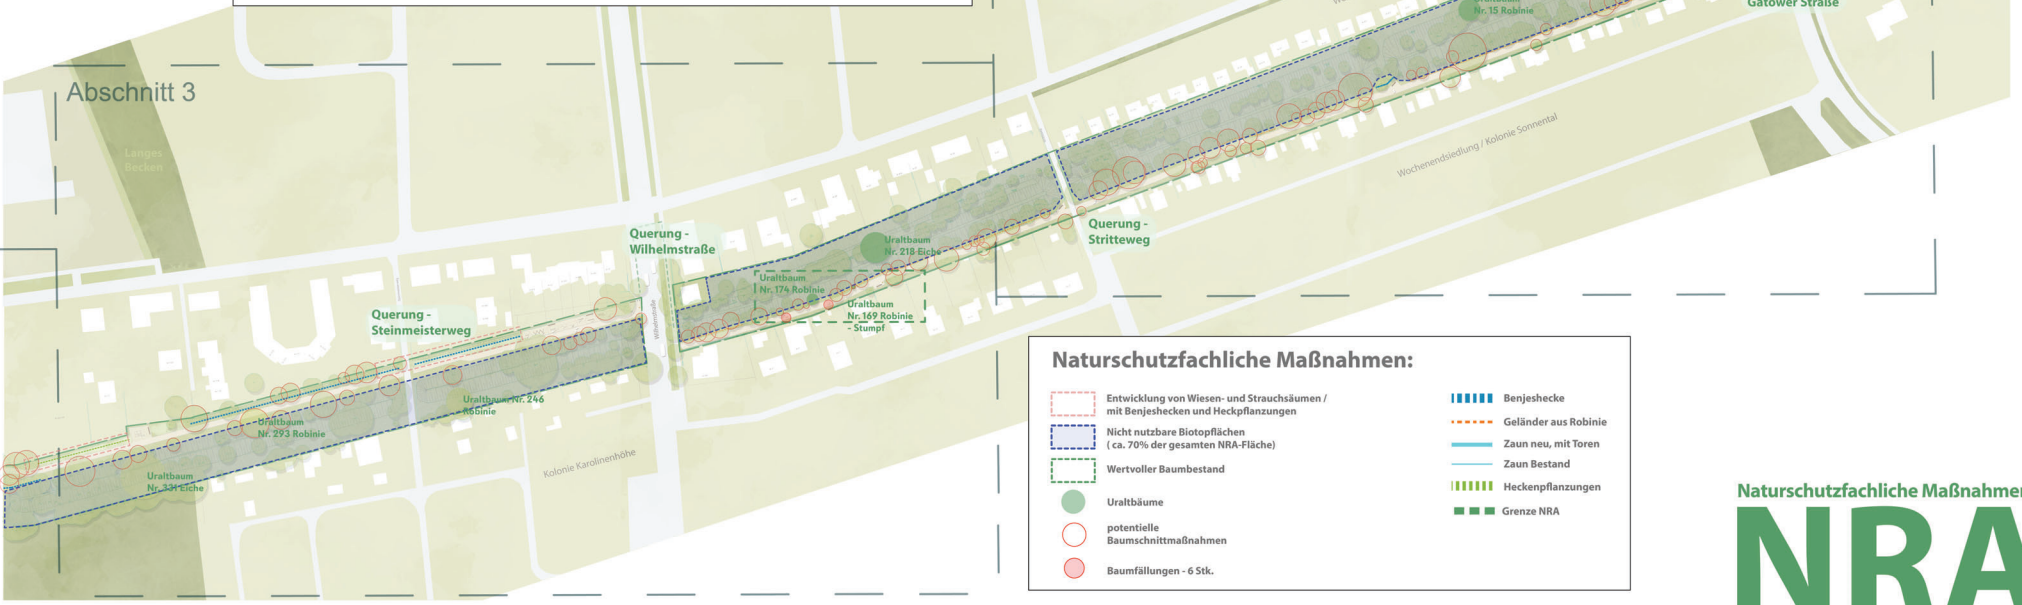 Gatower Straße
Nr. 15 Robinie
Abschnitt 3
Langes
Becken
Wochenendsiedlung / Kolonie Sonnental
Querung -
Stritteweg
Querung -
Wilhelmstraße
Uraltbaum
Nr. 218 Eiche
Uraltbaum
Nr. 174 Robinie
Uraltbaum
Nr. 169 Robinie
- Stumpf
Wilhelmstraße
Querung -
Steinmeisterweg
Uraltbaum Nr. 246
Robinie
Uraltbaum
Nr. 293 Robinie
Uraltbaum
Nr. 331 Eiche
Kolonie Karolinenhöhe
Naturschutzfachliche Maßnahmen:
Entwicklung von Wiesen- und Strauchsäumen /
mit Benjeshecken und Heckpflanzungen
Nicht nutzbare Biotopflächen
( ca. 70% der gesamten NRA-Fläche)
Wertvoller Baumbestand
Uraltbäume
potentielle
Baumschnittmaßnahmen
Baumfällungen - 6 Stk.
Benjeshecke
Geländer aus Robinie
Zaun neu, mit Toren
Zaun Bestand
Heckenpflanzungen
Grenze NRA
Naturschutzfachliche Maßnahmen
NRA